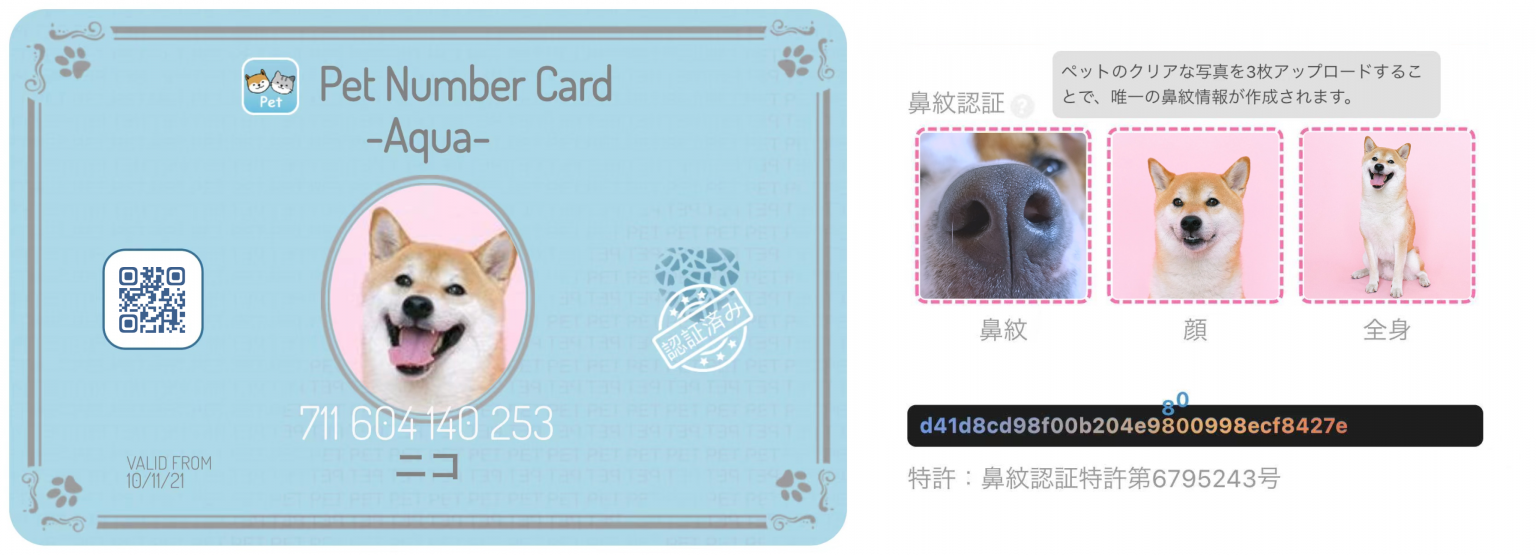 Pet
Pet Number Card
-Aqua-
認証済み
711 604 140 253
ニコ
VALID FROM
10/11/21
ペットのクリアな写真を3枚アップロードするこ
とで、唯一の鼻紋情報が作成されます。
鼻紋認証 ?
鼻紋
顔
全身
80
d41d8cd98f00b204e9800998ecf8427e
特許：鼻紋認証特許第6795243号